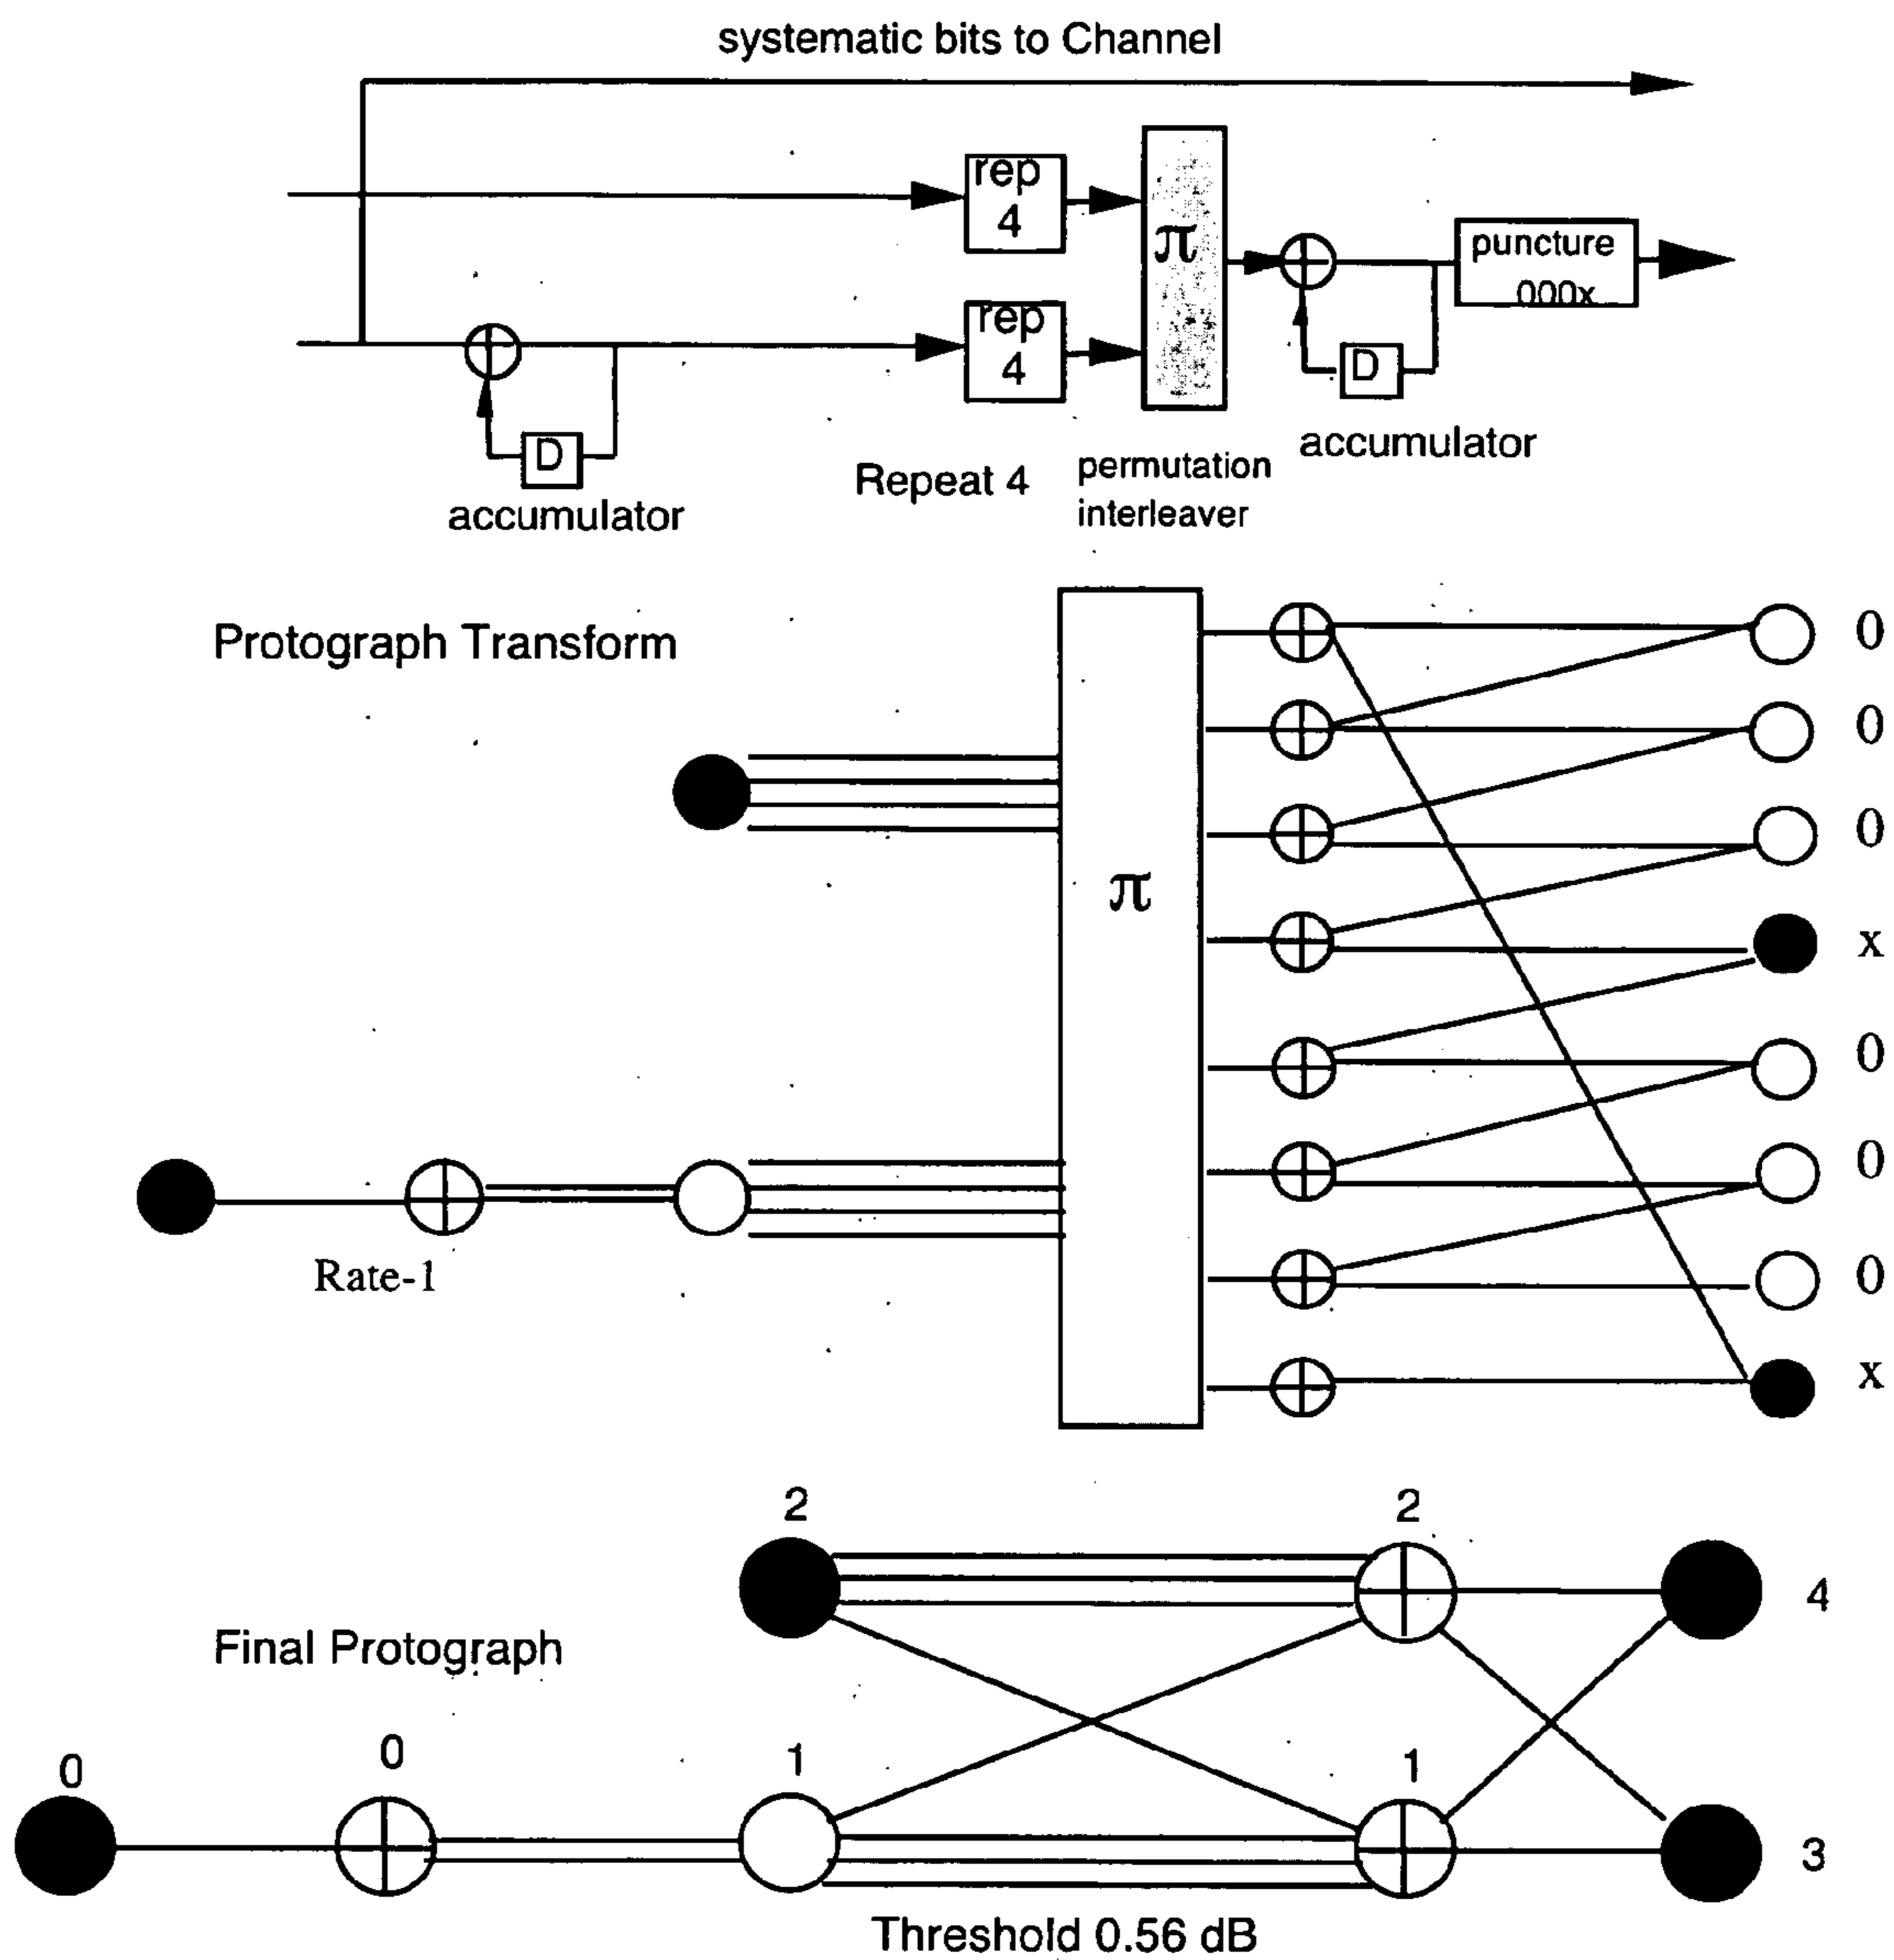 systematic bits to Channel
rep
4
π
puncture
000x
rep
4
D
D
accumulator
Repeat 4
permutation
interleaver
accumulator
Protograph Transform
0
0
0
π
x
0
0
Rate-1
0
x
2
2
4
Final Protograph
0
0
1
1
3
Threshold 0.56 dB